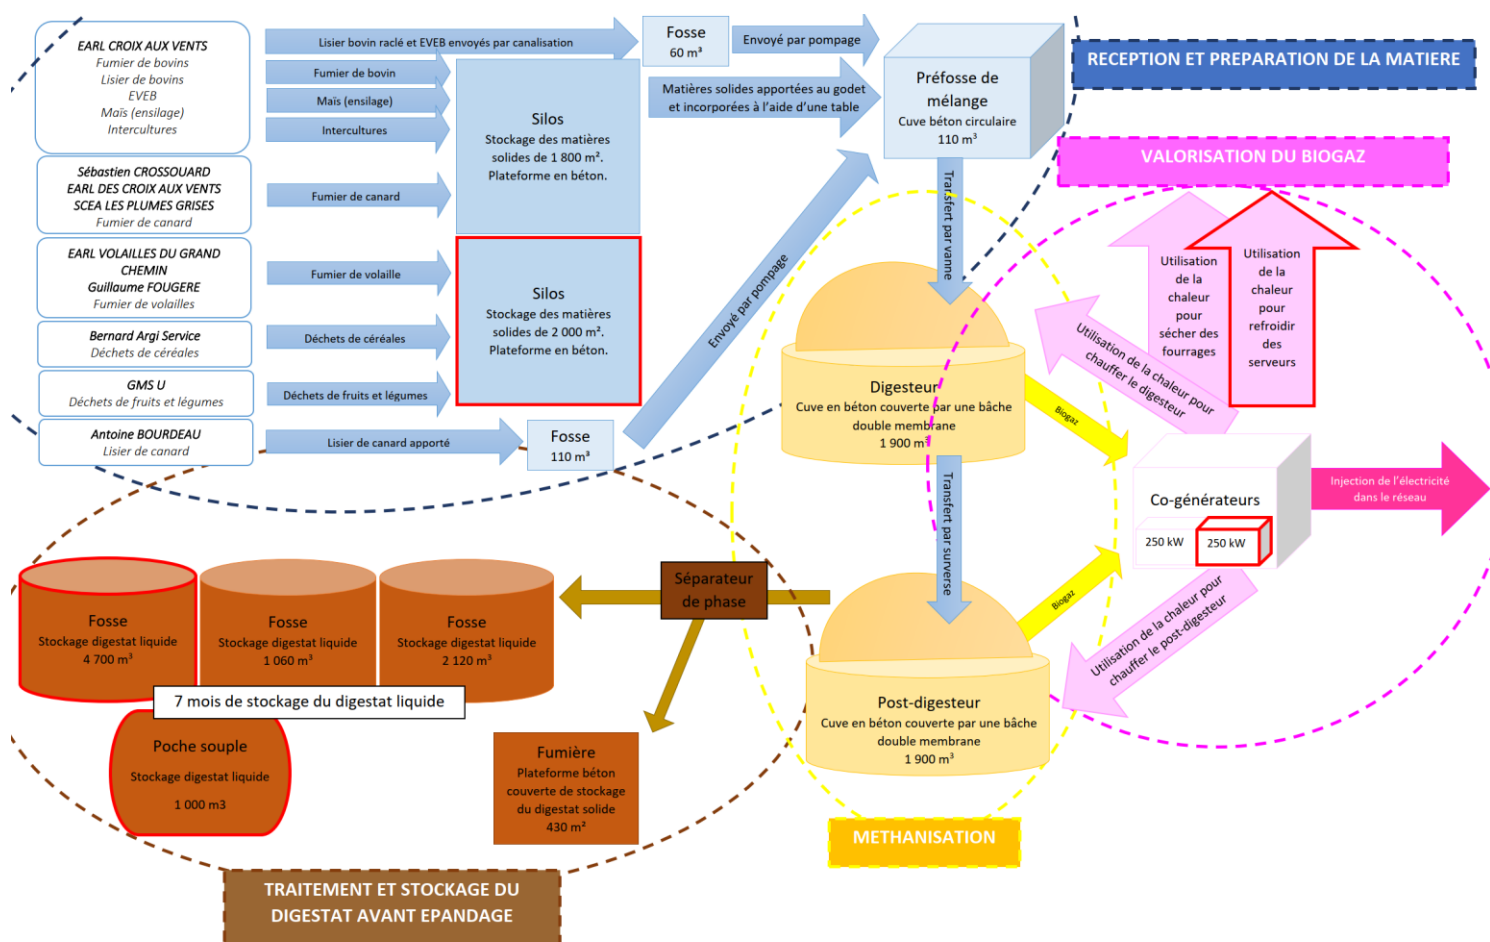 EARL CROIX AUX VENTS
Fumier de bovins
Lisier de bovins
EVEB
Maïs (ensilage)
Intercultures
Sébastien CROSSOUARD
EARL DES CROIX AUX VENTS
SCEA LES PLUMES GRISES
Fumier de canard
EARL VOLAILLES DU GRAND
CHEMIN
Guillaume FOUGERE
Fumier de volailles
Bernard Argi Service
Déchets de céréales
GMS U
Déchets de fruits et légumes
Antoine BOURDEAU
Lisier de canard
Lisier bovin raclé et EVEB envoyés par canalisation
Fumier de bovin
Maïs (ensilage)
Intercultures
Fumier de canard
Fumier de volaille
Déchets de céréales
Déchets de fruits et légumes
Lisier de canard apporté
Silos
Stockage des matières
solides de 1 800 m².
Plateforme en béton.
Silos
Stockage des matières
solides de 2 000 m².
Plateforme en béton.
Fosse
110 m³
Fosse
60 m³
Envoyé par pompage
Matières solides apportées au godet
et incorporées à l'aide d'une table
Envoyé par pompage
Préfosse de
mélange
Cuve béton circulaire
110 m³
RECEPTION ET PREPARATION DE LA MATIERE
Transfert par vanne
Digesteur
Cuve en béton couverte par une bâche
double membrane
1 900 m³
Transfert par surverse
Post-digesteur
Cuve en béton couverte par une bâche
double membrane
1 900 m³
METHANISATION
Biogaz
Biogaz
VALORISATION DU BIOGAZ
Utilisation
de la
chaleur
pour
sécher des
fourrages
Utilisation
de la
chaleur
pour
refroidir
des
serveurs
Utilisation de la chaleur pour
chauffer le digesteur
Co-générateurs
250 kW
250 kW
Injection de l'électricité
dans le réseau
Utilisation de la chaleur pour
chauffer le post-digesteur
Séparateur
de phase
Fosse
Stockage digestat liquide
4 700 m³
Fosse
Stockage digestat liquide
1 060 m³
Fosse
Stockage digestat liquide
2 120 m³
7 mois de stockage du digestat liquide
Poche souple
Stockage digestat liquide
1 000 m3
Fumière
Plateforme béton
couverte de stockage
du digestat solide
430 m²
TRAITEMENT ET STOCKAGE DU
DIGESTAT AVANT EPANDAGE